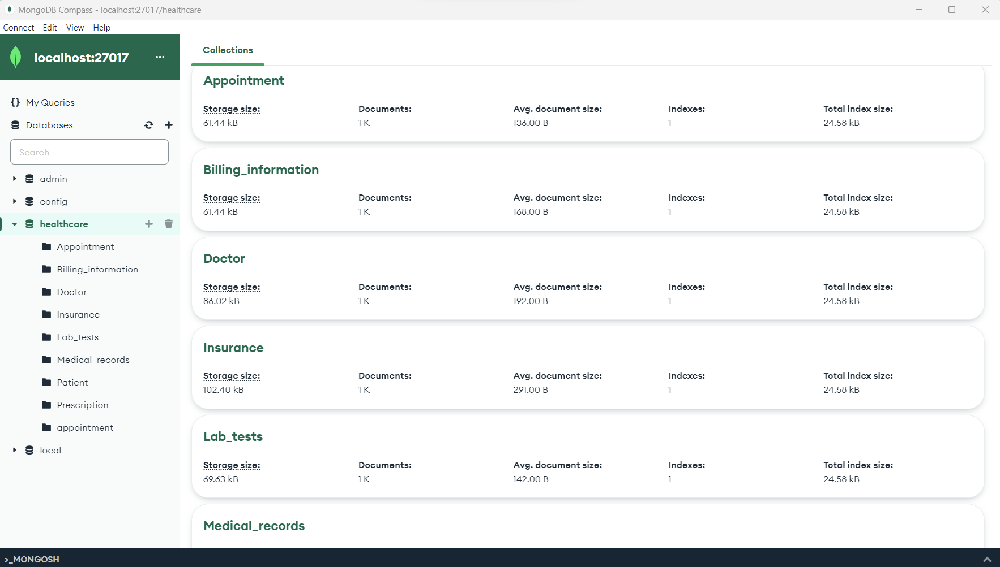 MongoDB Compass - localhost:27017/healthcare
Connect Edit View Help
localhost:27017 ...
{} My Queries
Databases
Search
admin
config
healthcare
Appointment
Billing_information
Doctor
Insurance
Lab_tests
Medical_records
Patient
Prescription
appointment
local
Collections
Appointment
Storage size: Documents: Avg. document size: Indexes: Total index size:
61.44 kB 1 K 136.00 B 1 24.58 kB
Billing_information
Storage size: Documents: Avg. document size: Indexes: Total index size:
61.44 kB 1 K 168.00 B 1 24.58 kB
Doctor
Storage size: Documents: Avg. document size: Indexes: Total index size:
86.02 kB 1 K 192.00 B 1 24.58 kB
Insurance
Storage size: Documents: Avg. document size: Indexes: Total index size:
102.40 kB 1 K 291.00 B 1 24.58 kB
Lab_tests
Storage size: Documents: Avg. document size: Indexes: Total index size:
69.63 kB 1 K 142.00 B 1 24.58 kB
Medical_records
>_MONGOSH